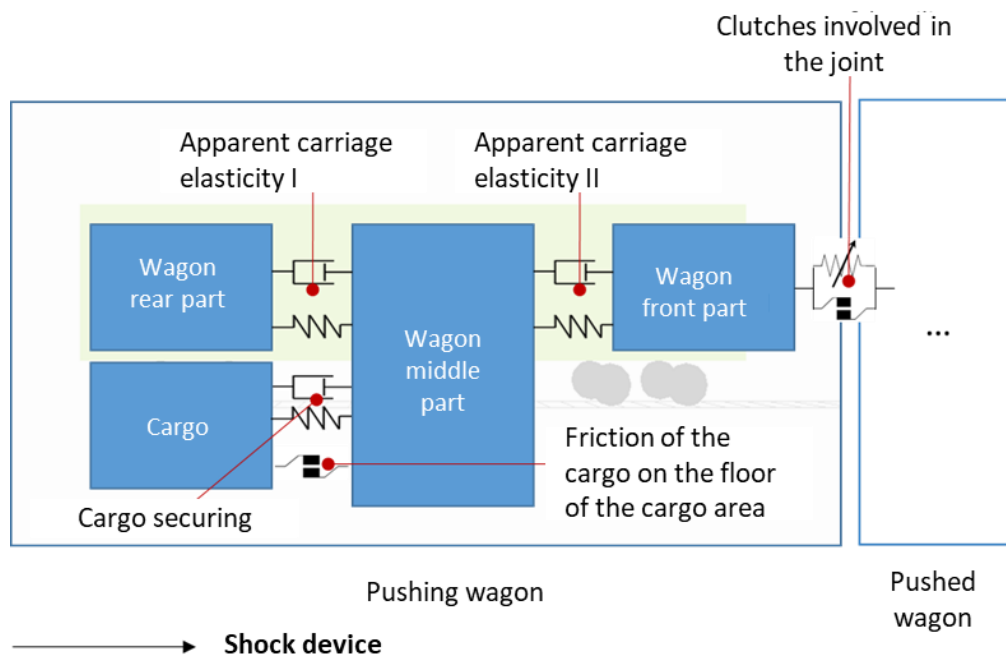 Clutches involved in
the joint
Apparent carriage
elasticity I
Apparent carriage
elasticity II
Wagon
rear part
Wagon
middle
part
Wagon
front part
...
Cargo
Friction of the
cargo on the floor
of the cargo area
Cargo securing
Pushing wagon
Pushed
wagon
Shock device